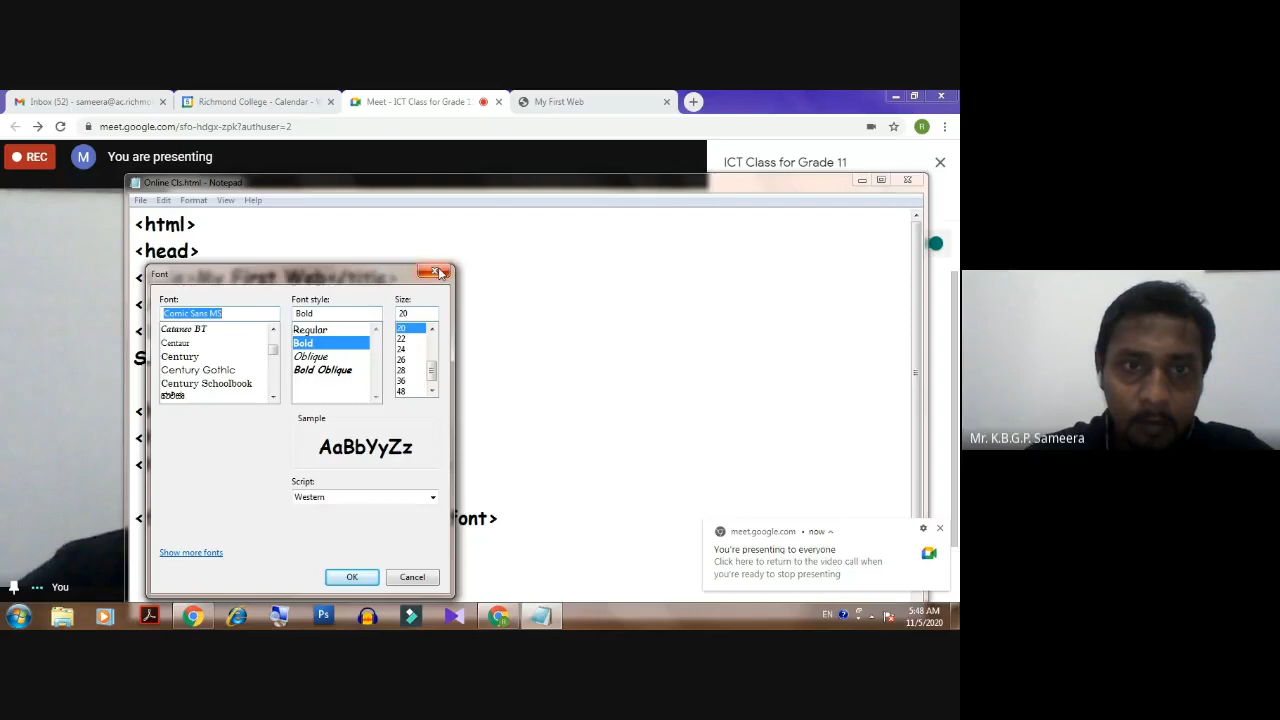 Inbox (52) - sameera@ac.richmo
Richmond College - Calendar -
Meet - ICT Class for Grade 1
My First Web
meet.google.com/sfo-hdgx-zpk?authuser=2
REC
M
You are presenting
ICT Class for Grade 11
Online Cls.html - Notepad
File Edit Format View Help
<html>
<head>
My First Web</title>
Font
Font:
Font style:
Size:
Comic Sans MS
Bold
20
Cataneo BT
Centaur
Century
Century Gothic
Century Schoolbook
Regular
Bold
Oblique
Bold Oblique
20
22
24
26
28
36
48
Sample
AaBbYyZz
Script:
Western
font>
Show more fonts
OK
Cancel
meet.google.com • now
You're presenting to everyone
Click here to return to the video call when
you're ready to stop presenting
You
Mr. K.B.G.P. Sameera
Ps
EN
5:48 AM
11/5/2020